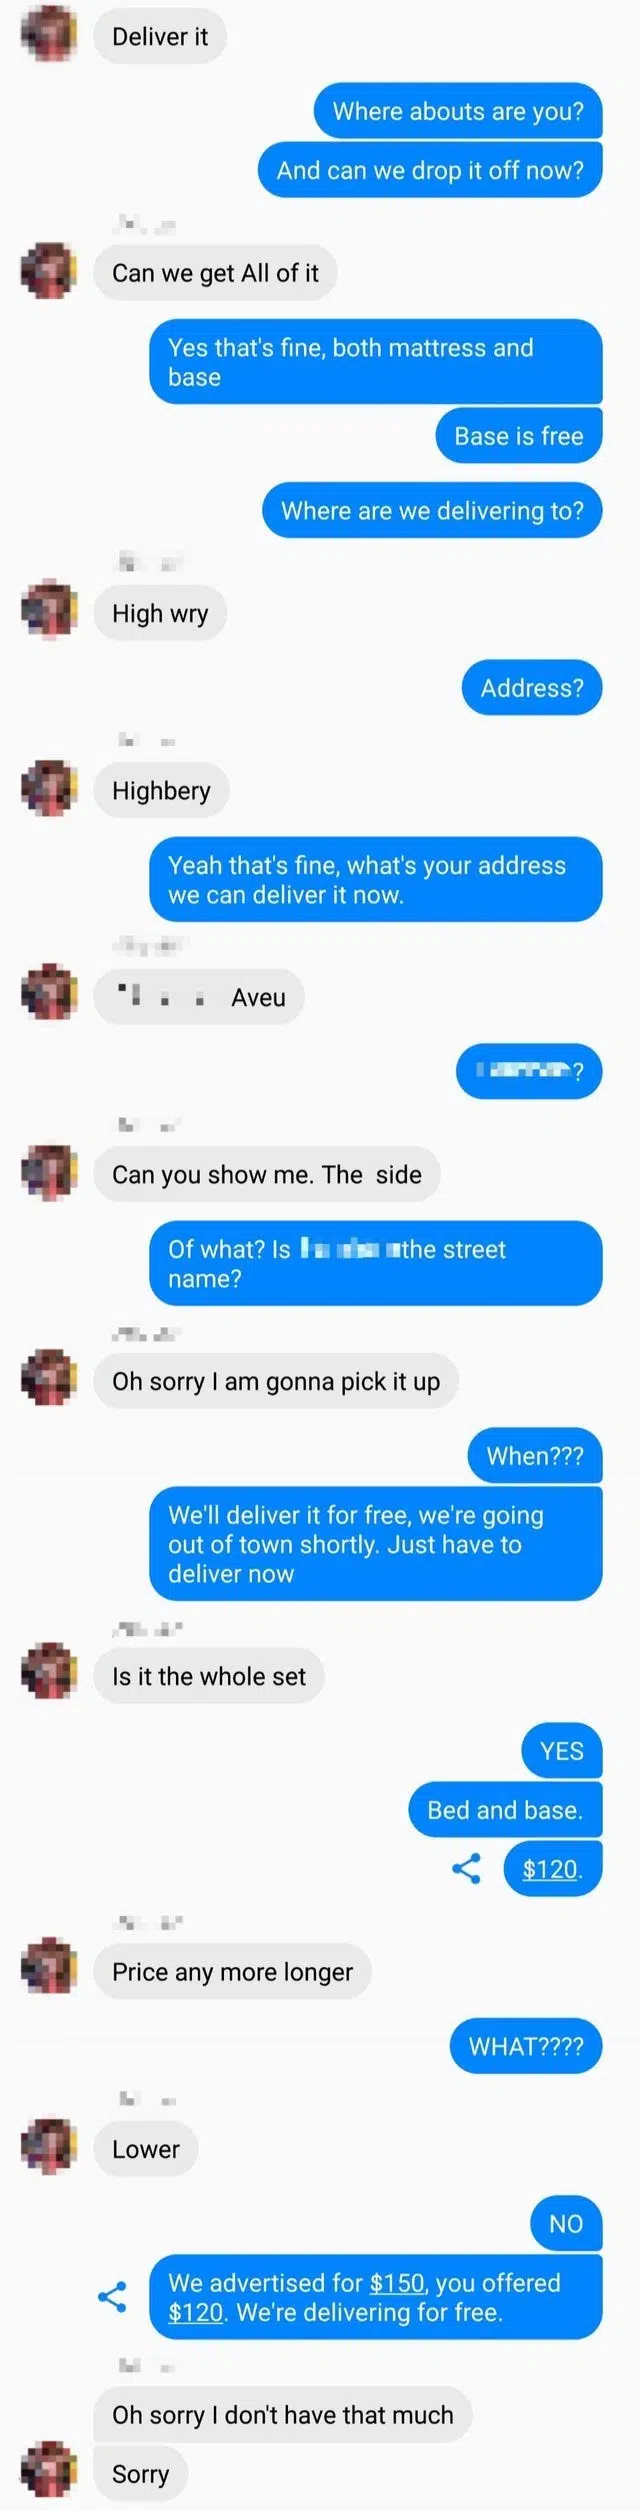 Deliver it
Where abouts are you?
And can we drop it off now?
Can we get All of it
Yes that's fine, both mattress and
base
Base is free
Where are we delivering to?
High wry
Address?
Highbery
Yeah that's fine, what's your address
we can deliver it now.
Aveu
?
Can you show me. The  side
Of what? Is
the street
name?
Oh sorry I am gonna pick it up
When???
We'll deliver it for free, we're going
out of town shortly. Just have to
deliver now
Is it the whole set
YES
Bed and base.
$120.
Price any more longer
WHAT????
Lower
NO
We advertised for $150, you offered
$120. We're delivering for free.
Oh sorry I don't have that much
Sorry